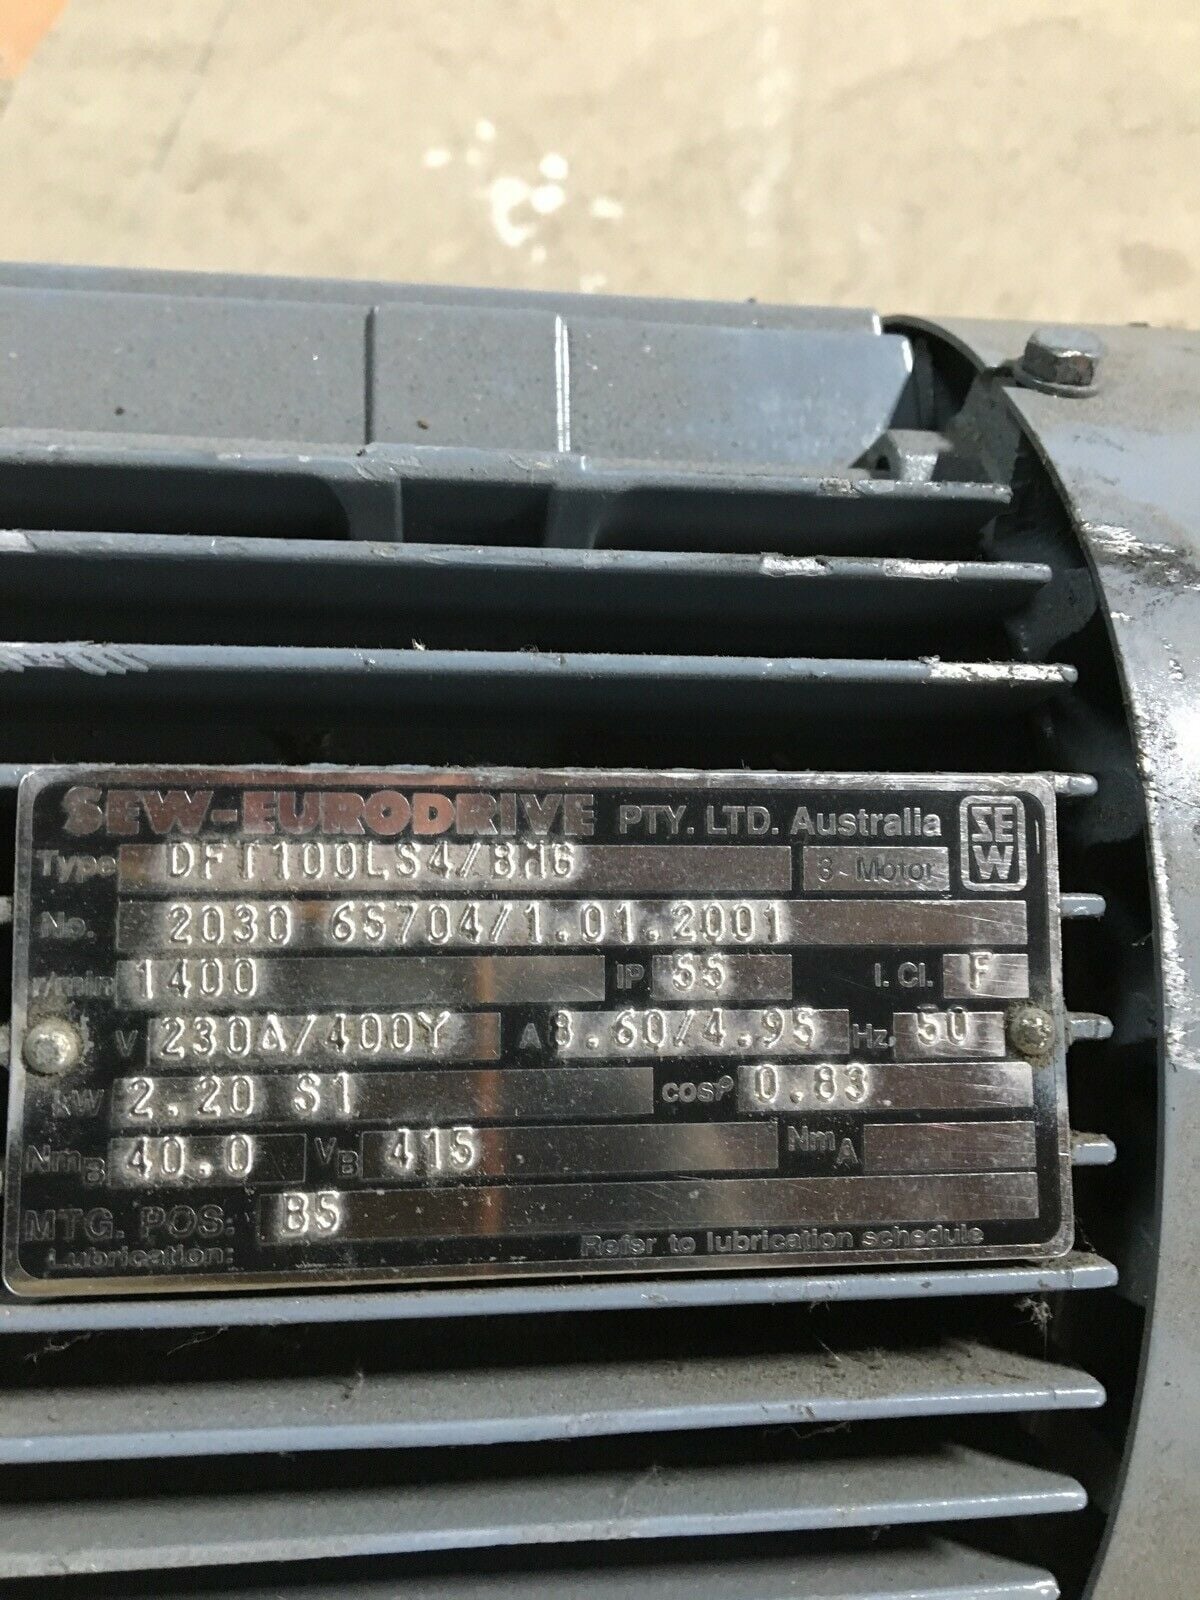 SEW-EURODRIVE PTY. LTD. Australia SEW
Type DFT100LS4/BMG 3~Motor
No. 2030 6S704/1.01.2001
r/min 1400 IP 55 I. Cl. F
V 230Δ/400Y A 8.60/4.95 Hz. 50
kW 2.20 S1 cosφ 0.83
NmB 40.0 VB 415 NmA
MTG. POS: B5
Lubrication: Refer to lubrication schedule